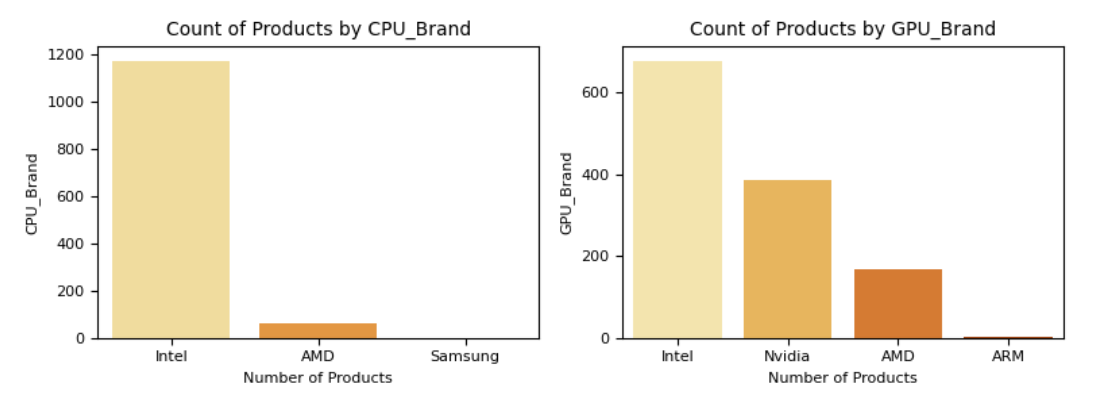 Count of Products by CPU_Brand
1200
1000
800
600
400
200
0
CPU_Brand
Intel AMD Samsung
Number of Products
Count of Products by GPU_Brand
600
400
200
0
GPU_Brand
Intel Nvidia AMD ARM
Number of Products